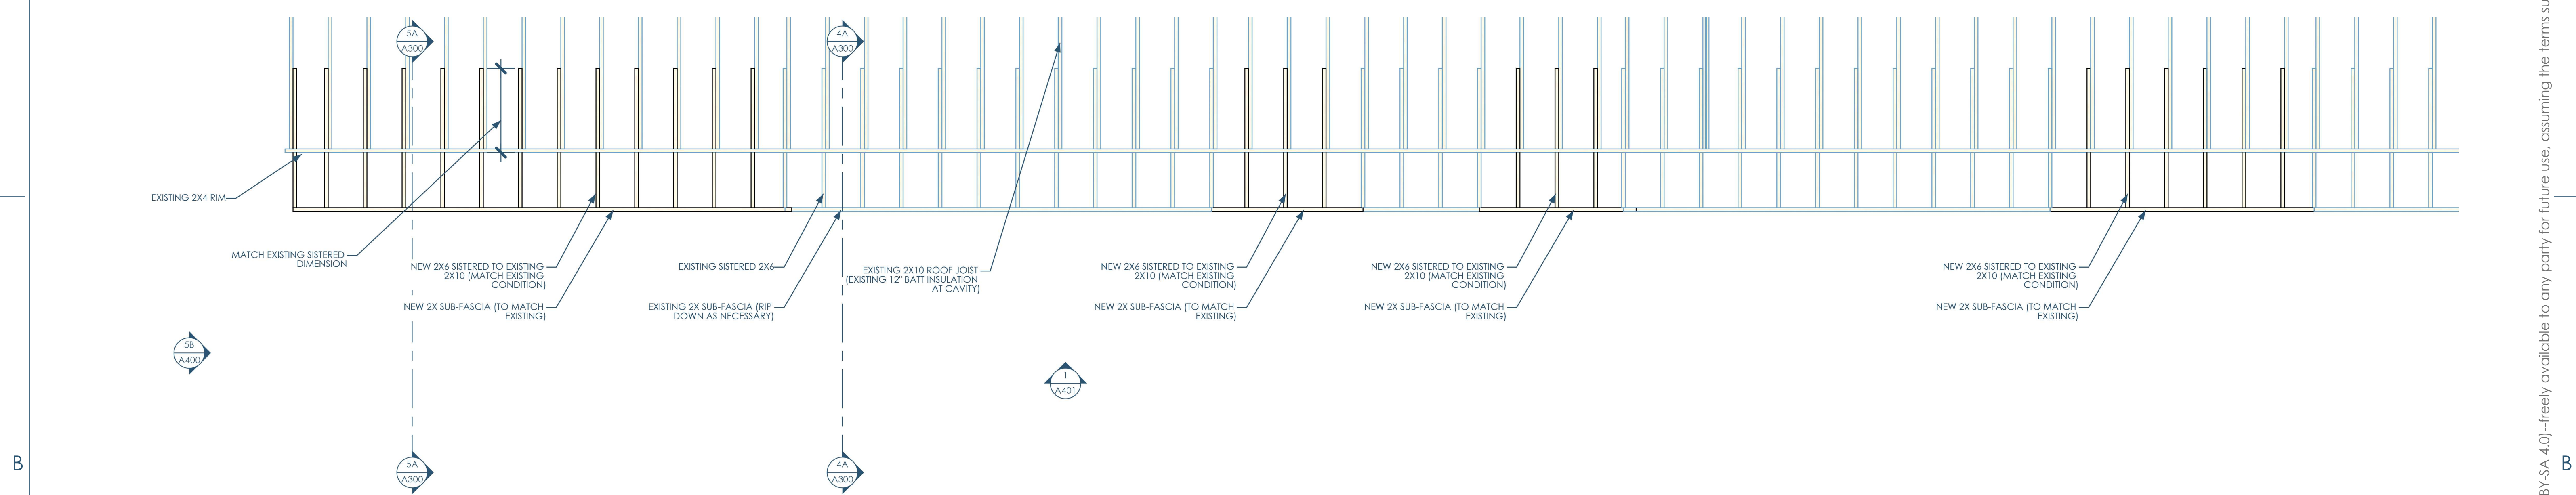 5A
A300
4A
A300
EXISTING 2X4 RIM
MATCH EXISTING SISTERED
DIMENSION
NEW 2X6 SISTERED TO EXISTING
2X10 (MATCH EXISTING
CONDITION)
NEW 2X SUB-FASCIA (TO MATCH
EXISTING)
EXISTING SISTERED 2X6
EXISTING 2X SUB-FASCIA (RIP
DOWN AS NECESSARY)
EXISTING 2X10 ROOF JOIST
(EXISTING 12" BATT INSULATION
AT CAVITY)
NEW 2X6 SISTERED TO EXISTING
2X10 (MATCH EXISTING
CONDITION)
NEW 2X SUB-FASCIA (TO MATCH
EXISTING)
NEW 2X6 SISTERED TO EXISTING
2X10 (MATCH EXISTING
CONDITION)
NEW 2X SUB-FASCIA (TO MATCH
EXISTING)
NEW 2X6 SISTERED TO EXISTING
2X10 (MATCH EXISTING
CONDITION)
NEW 2X SUB-FASCIA (TO MATCH
EXISTING)
5B
A400
1
A401
B
5A
A300
4A
A300
BY-SA 4.0)--freely available to any party for future use, assuming the terms su
B